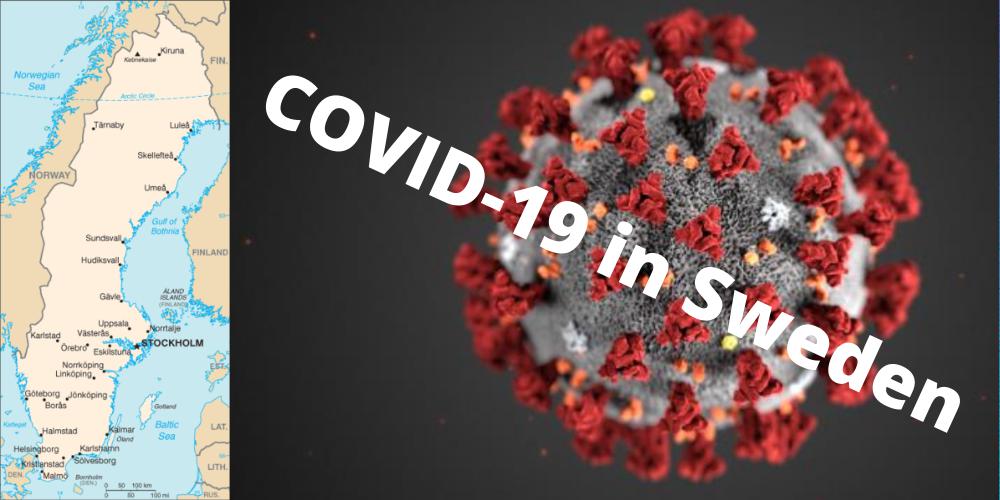 Kiruna
Kebnekaise
FIN.
Norwegian
Sea
Arctic Circle
Tärnaby
Luleå
Skellefteå
NORWAY
Umeå
Gulf of
Bothnia
Sundsvall
FINLAND
Hudiksvall
Gävle
ÅLAND
ISLANDS
(FINLAND)
Uppsala
Norrtalje
Karlstad
Västerås
STOCKHOLM
Örebro
Eskilstuna
Norrköping
Linköping
EST.
Göteborg
Jönköping
Borås
Gotland
Kattegat
Halmstad
Kalmar
Öland
Baltic
Sea
LAT.
Helsingborg
Karlshamn
Kristianstad
Sölvesborg
LITH.
DEN.
Malmö
Bornholm
(DEN.)
0 50 100 km
0 50 100 mi
RUS.
COVID-19 in Sweden